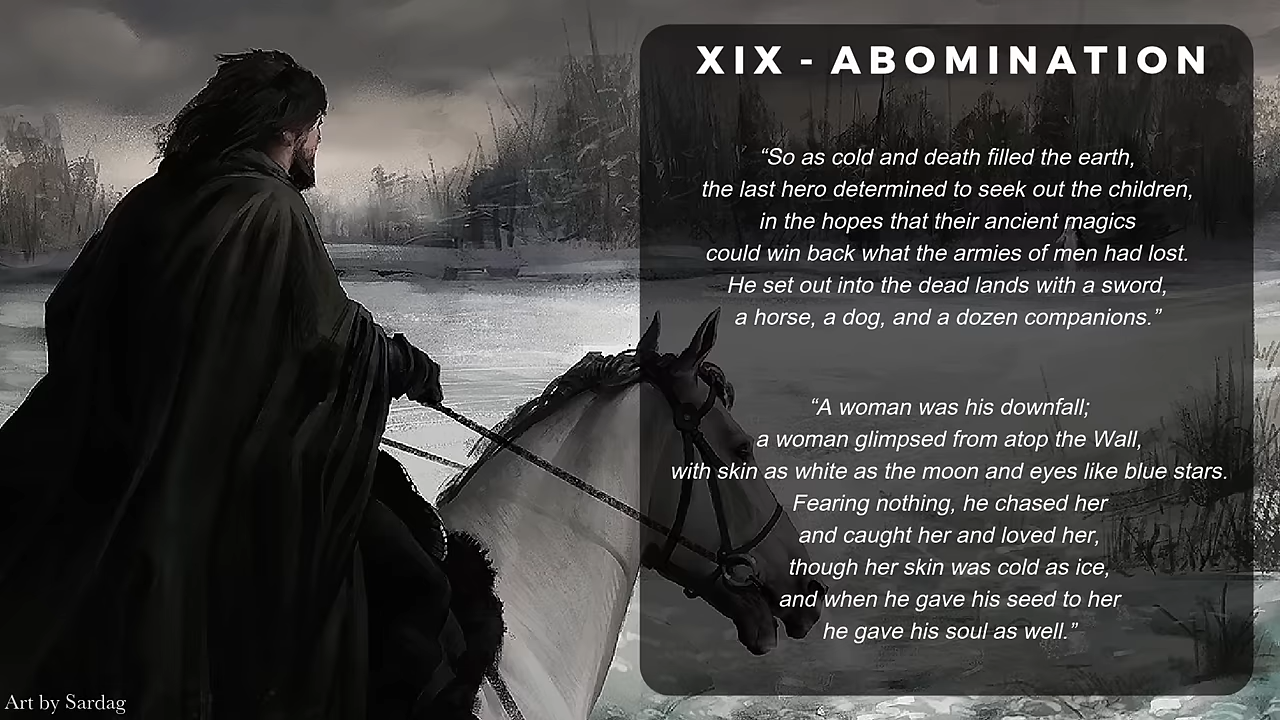 XIX - ABOMINATION
“So as cold and death filled the earth,
the last hero determined to seek out the children,
in the hopes that their ancient magics
could win back what the armies of men had lost.
He set out into the dead lands with a sword,
a horse, a dog, and a dozen companions.”
“A woman was his downfall;
a woman glimpsed from atop the Wall,
with skin as white as the moon and eyes like blue stars.
Fearing nothing, he chased her
and caught her and loved her,
though her skin was cold as ice,
and when he gave his seed to her
he gave his soul as well.”
Art by Sardag